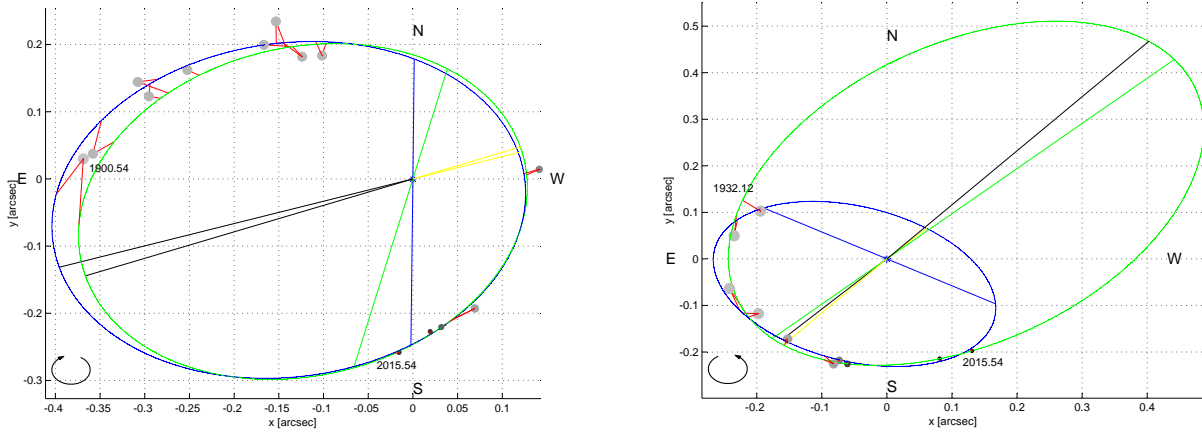 N
0.2
0.1
0
-0.1
-0.2
-0.3
y [arcsec]
E
1900.54
W
2015.54
S
-0.4 -0.35 -0.3 -0.25 -0.2 -0.15 -0.1 -0.05 0 0.05 0.1
x [arcsec]
N
0.5
0.4
0.3
0.2
0.1
0
-0.1
-0.2
-0.3
y [arcsec]
1932.12
E
W
2015.54
S
-0.2 -0.1 0 0.1 0.2 0.3 0.4
x [arcsec]